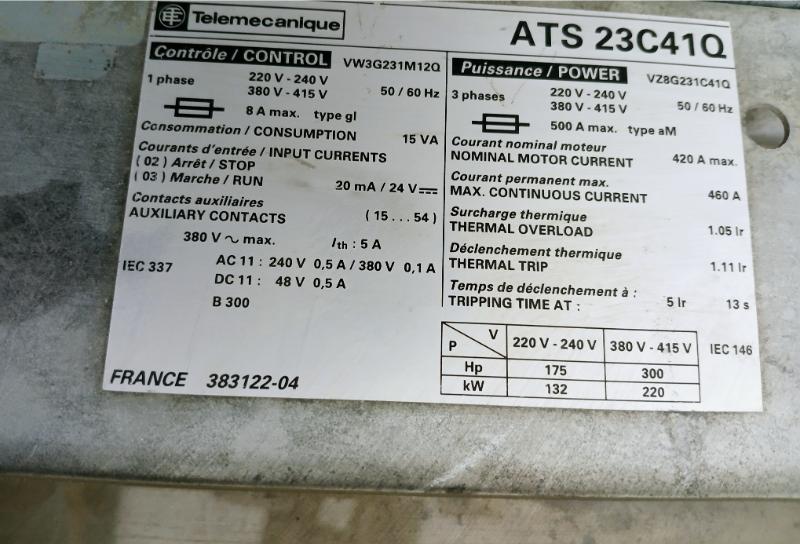 Telemecanique
ATS 23C41Q
Contrôle / CONTROL VW3G231M12Q
1 phase 220 V - 240 V
380 V - 415 V 50 / 60 Hz
8 A max. type gl
Consommation / CONSUMPTION 15 VA
Courants d'entrée / INPUT CURRENTS
( 02 ) Arrêt / STOP
( 03 ) Marche / RUN 20 mA / 24 V
Contacts auxiliaires
AUXILIARY CONTACTS ( 15 . . . 54 )
380 V ~ max. Ith : 5 A
IEC 337 AC 11 : 240 V 0,5 A / 380 V 0,1 A
DC 11 : 48 V 0,5 A
B 300
FRANCE 383122-04
Puissance / POWER VZ8G231C41Q
3 phases 220 V - 240 V
380 V - 415 V 50 / 60 Hz
500 A max. type aM
Courant nominal moteur
NOMINAL MOTOR CURRENT 420 A max.
Courant permanent max.
MAX. CONTINUOUS CURRENT 460 A
Surcharge thermique
THERMAL OVERLOAD 1.05 Ir
Déclenchement thermique
THERMAL TRIP 1.11 Ir
Temps de déclenchement à :
TRIPPING TIME AT : 5 Ir 13 s
P V 220 V - 240 V 380 V - 415 V IEC 146
Hp 175 300
kW 132 220